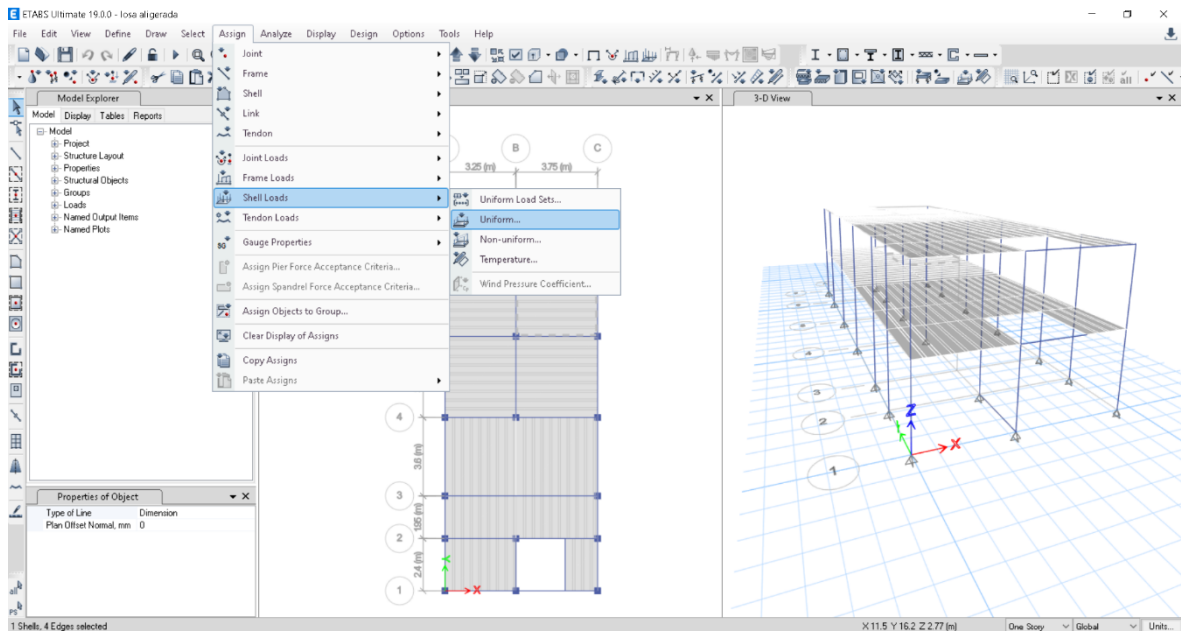 ETABS Ultimate 19.0.0 - losa aligerada
File Edit View Define Draw Select Assign Analyze Display Design Options Tools Help
Model Explorer
Model Display Tables Reports
Model
Project
Structure Layout
Properties
Structural Objects
Groups
Loads
Named Output Items
Named Plots
Joint
Frame
Shell
Link
Tendon
Joint Loads
Frame Loads
Shell Loads
Tendon Loads
Gauge Properties
Assign Pier Force Acceptance Criteria...
Assign Spandrel Force Acceptance Criteria...
Assign Objects to Group...
Clear Display of Assigns
Copy Assigns
Paste Assigns
Uniform Load Sets...
Uniform...
Non-uniform...
Temperature...
Wind Pressure Coefficient...
B C
3.25 (m) 3.75 (m)
4
3.6 (m)
3
1.95 (m)
2
2.4 (m)
1
Y
X
3-D View
4
3
2
1
Z
X
Properties of Object
Type of Line Dimension
Plan Offset Normal, mm 0
all
PS
all
1 Shells, 4 Edges selected
X 11.5 Y 16.2 Z 2.77 (m)
One Story Global Units...